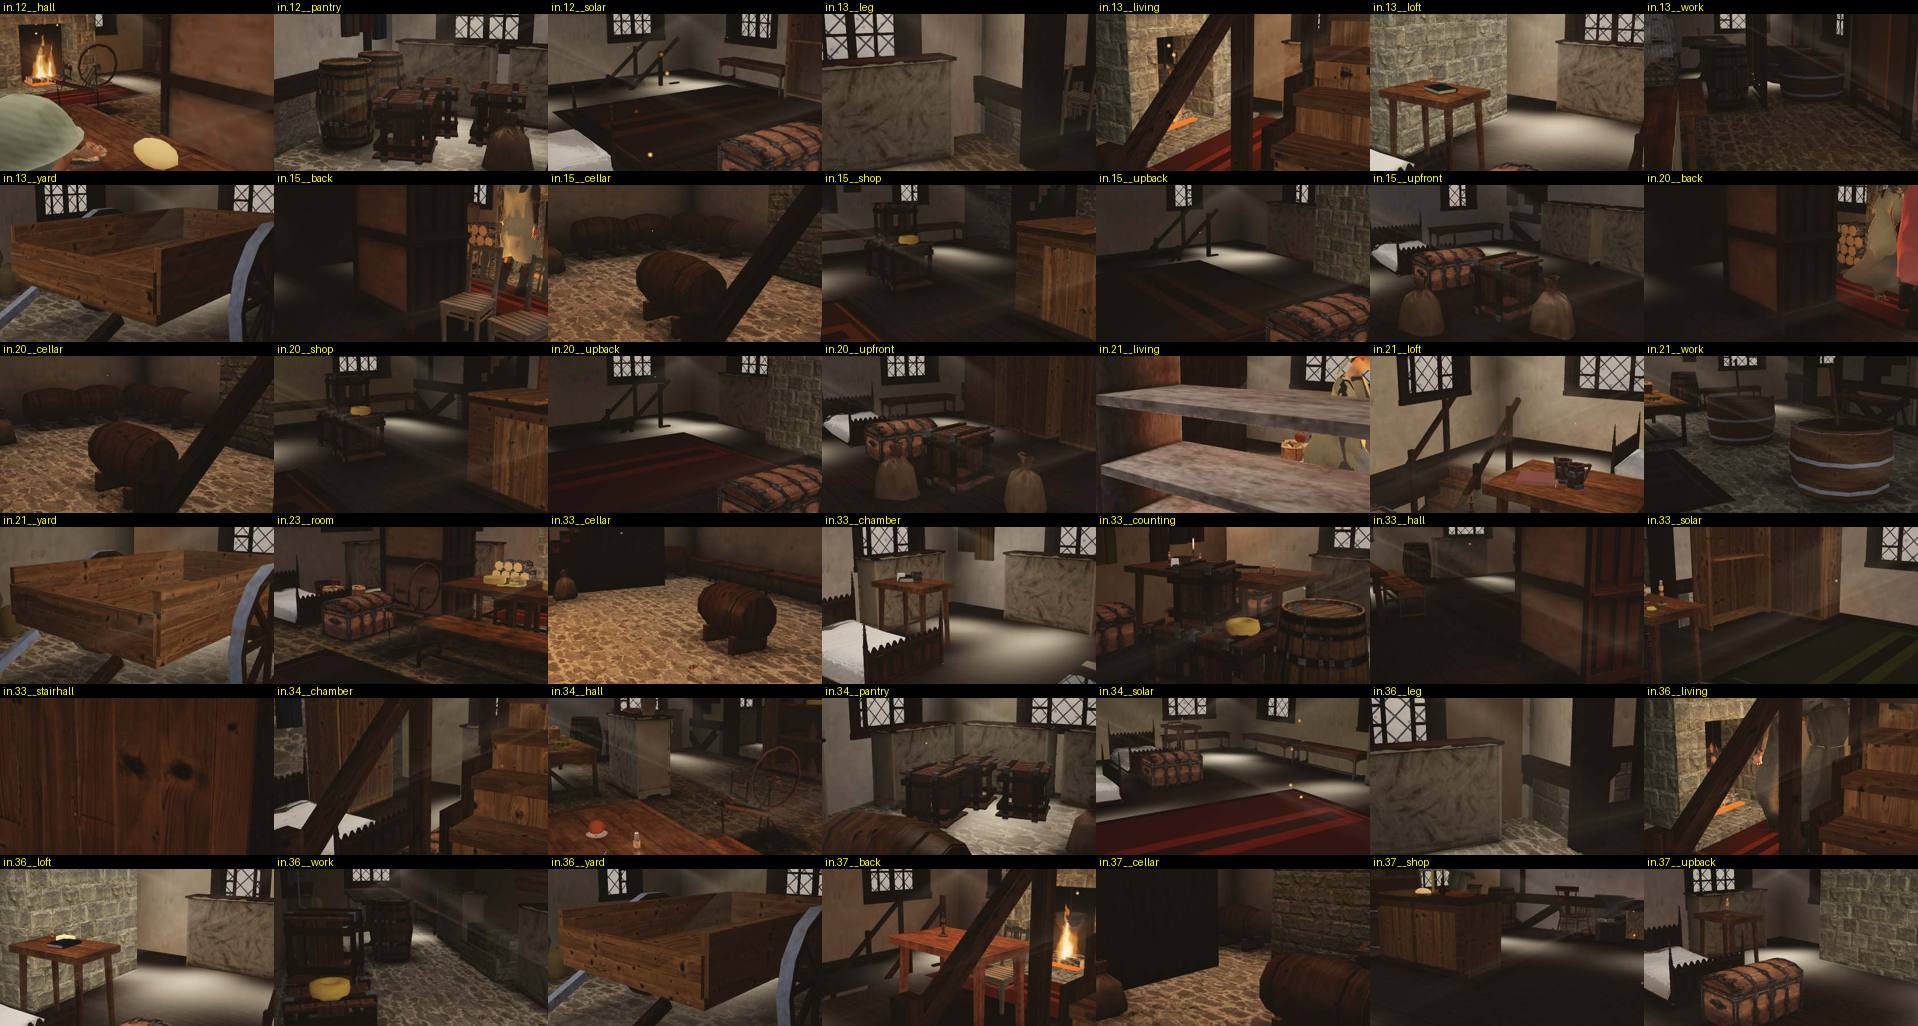 in.12__hall
in.12__pantry
in.12__solar
in.13__leg
in.13__living
in.13__loft
in.13__work
in.13__yard
in.15__back
in.15__cellar
in.15__shop
in.15__upback
in.15__upfront
in.20__back
in.20__cellar
in.20__shop
in.20__upback
in.20__upfront
in.21__living
in.21__loft
in.21__work
in.21__yard
in.23__room
in.33__cellar
in.33__chamber
in.33__counting
in.33__hall
in.33__solar
in.33__stairhall
in.34__chamber
in.34__hall
in.34__pantry
in.34__solar
in.36__leg
in.36__living
in.36__loft
in.36__work
in.36__yard
in.37__back
in.37__cellar
in.37__shop
in.37__upback